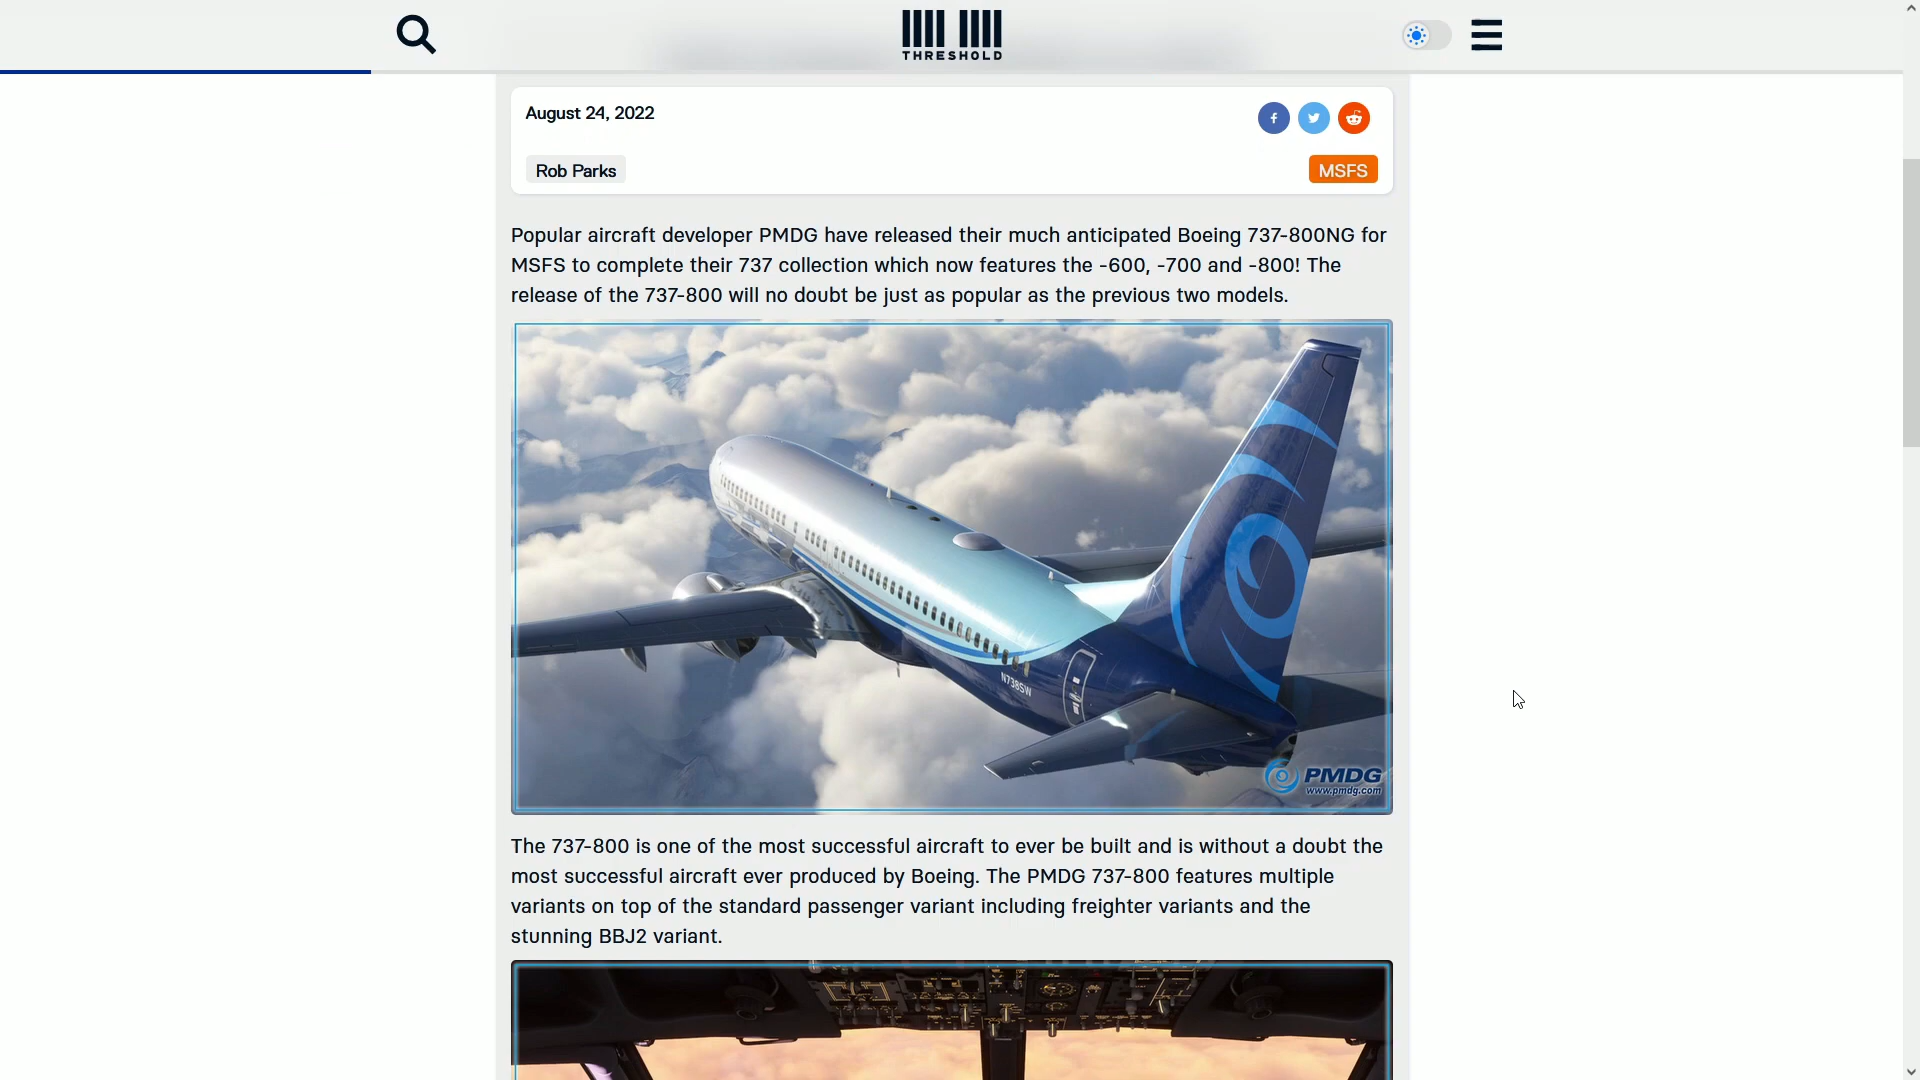 THRESHOLD
August 24, 2022
Rob Parks
MSFS
Popular aircraft developer PMDG have released their much anticipated Boeing 737-800NG for
MSFS to complete their 737 collection which now features the -600, -700 and -800! The
release of the 737-800 will no doubt be just as popular as the previous two models.
N738SW
PMDG
www.pmdg.com
The 737-800 is one of the most successful aircraft to ever be built and is without a doubt the
most successful aircraft ever produced by Boeing. The PMDG 737-800 features multiple
variants on top of the standard passenger variant including freighter variants and the
stunning BBJ2 variant.